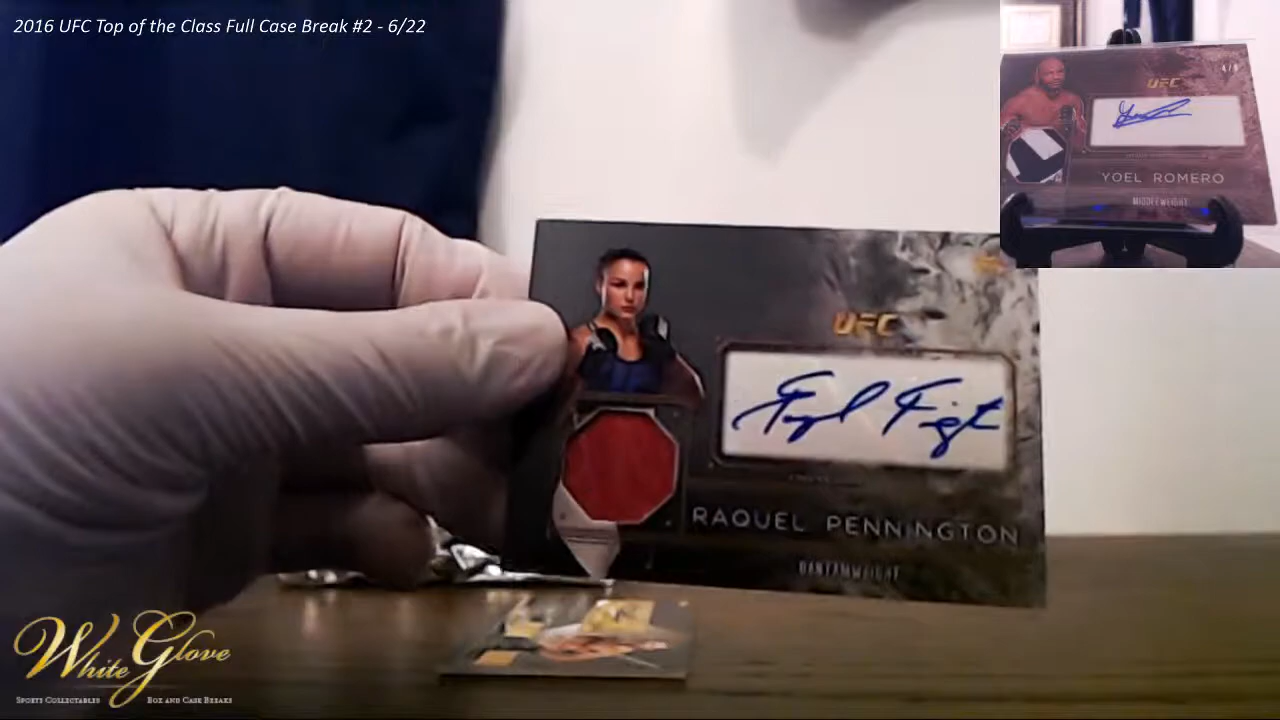 2016 UFC Top of the Class Full Case Break #2 - 6/22
UFC
YOEL ROMERO
MIDDLEWEIGHT
UFC
RAQUEL PENNINGTON
BANTAMWEIGHT
White Glove
SPORTS COLLECTABLES BOX AND CASE BREAKS